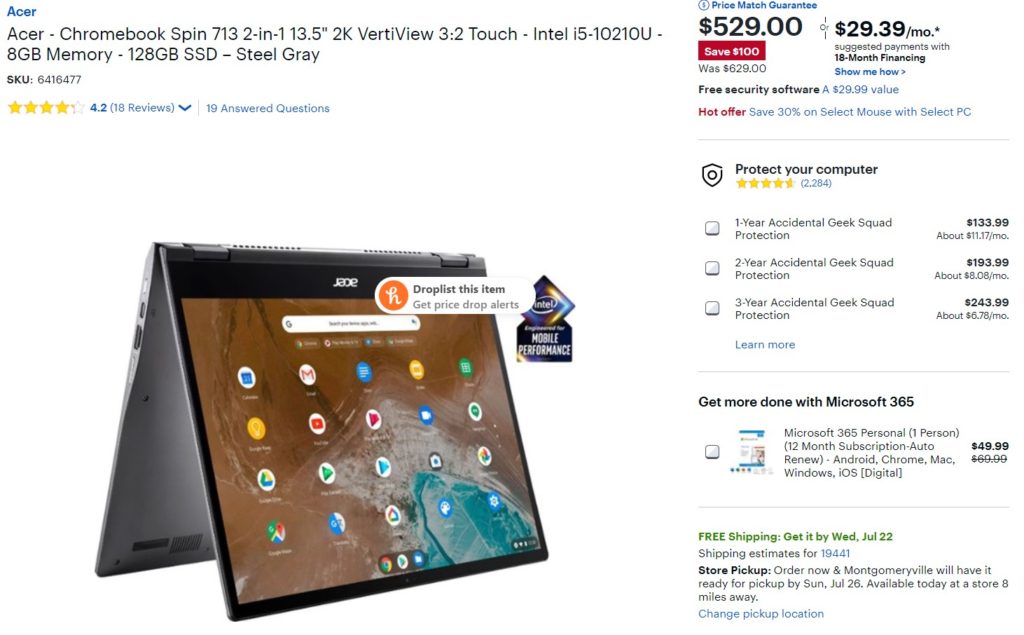 Acer
Acer - Chromebook Spin 713 2-in-1 13.5" 2K VertiView 3:2 Touch - Intel i5-10210U -
8GB Memory - 128GB SSD – Steel Gray
SKU: 6416477
4.2 (18 Reviews)
19 Answered Questions
acer
Droplist this item
Get price drop alerts
intel
Engineered for
MOBILE
PERFORMANCE
Search your device, apps, web...
Gmail
YouTube
Google Maps
Price Match Guarantee
$529.00
or
$29.39/mo.*
suggested payments with
18-Month Financing
Show me how >
Save $100
Was $629.00
Free security software A $29.99 value
Hot offer Save 30% on Select Mouse with Select PC
Protect your computer
(2,284)
1-Year Accidental Geek Squad
Protection
$133.99
About $11.17/mo.
2-Year Accidental Geek Squad
Protection
$193.99
About $8.08/mo.
3-Year Accidental Geek Squad
Protection
$243.99
About $6.78/mo.
Learn more
Get more done with Microsoft 365
Microsoft 365 Personal (1 Person)
(12 Month Subscription-Auto
Renew) - Android, Chrome, Mac,
Windows, iOS [Digital]
$49.99
$69.99
FREE Shipping: Get it by Wed, Jul 22
Shipping estimates for 19441
Store Pickup: Order now & Montgomeryville will have it
ready for pickup by Sun, Jul 26. Available today at a store 8
miles away.
Change pickup location